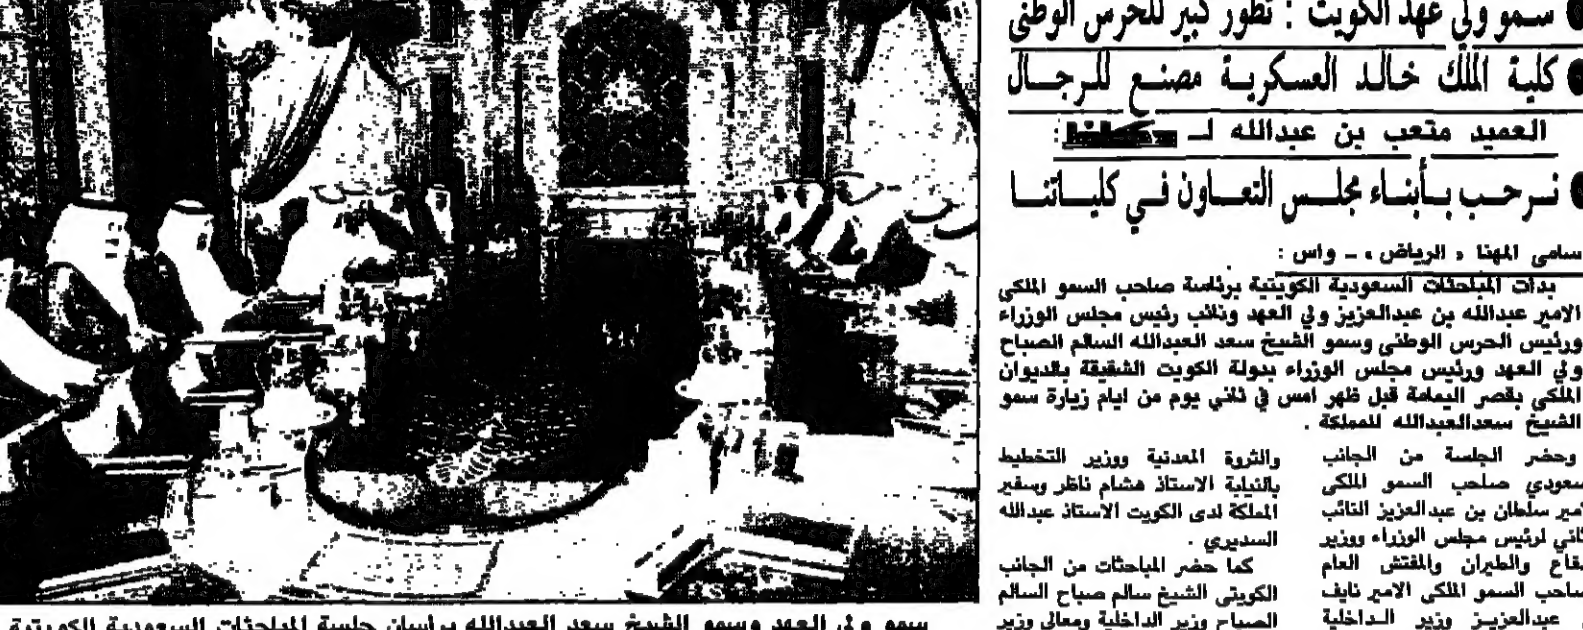 سمو ولي عهد الكويت : تطور كبير للحرس الوطني
كلية الملك خالد العسكرية مصنع للرجال
العميد متعب بن عبدالله لـ
نرحب بأبناء مجلس التعاون في كلياتنا
سامي المهنا « الرياض » ـ واس :
بدأت المباحثات السعودية الكويتية برئاسة صاحب السمو الملكي
الامير عبدالله بن عبدالعزيز ولي العهد ونائب رئيس مجلس الوزراء
ورئيس الحرس الوطني وسمو الشيخ سعد العبدالله السالم الصباح
ولي العهد ورئيس مجلس الوزراء بدولة الكويت الشقيقة بالديوان
الملكي بقصر اليمامة قبل ظهر امس في ثاني يوم من ايام زيارة سمو
الشيخ سعدالعبدالله للمملكة .
وحضر الجلسة من الجانب
سعودي صاحب السمو الملكي
امير سلطان بن عبدالعزيز النائب
ثاني لرئيس مجلس الوزراء ووزير
فاع والطيران والمفتش العام
صاحب السمو الملكي الامير نايف
عبدالعزيز وزير الداخلية
والثروة المعدنية ووزير التخطيط
بالنيابة الاستاذ هشام ناظر وسفير
المملكة لدى الكويت الاستاذ عبدالله
السديري .
كما حضر المباحثات من الجانب
الكويتي الشيخ سالم صباح السالم
الصباح وزير الداخلية ومعالي وزير
سمو ولي العهد وسمو الشيخ سعد العبدالله يرأسان جلسة المباحثات السعودية الكويتية